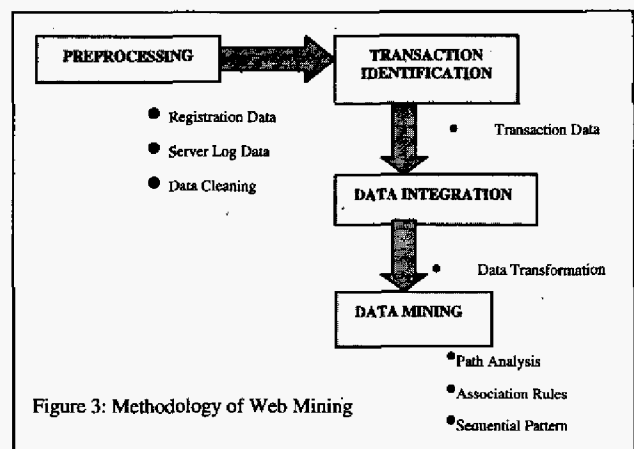 PREPROCESSING
TRANSACTION
IDENTIFICATION
● Registration Data
● Server Log Data
● Data Cleaning
● Transaction Data
DATA INTEGRATION
● Data Transformation
DATA MINING
● Path Analysis
● Association Rules
● Sequential Pattern
Figure 3: Methodology of Web Mining